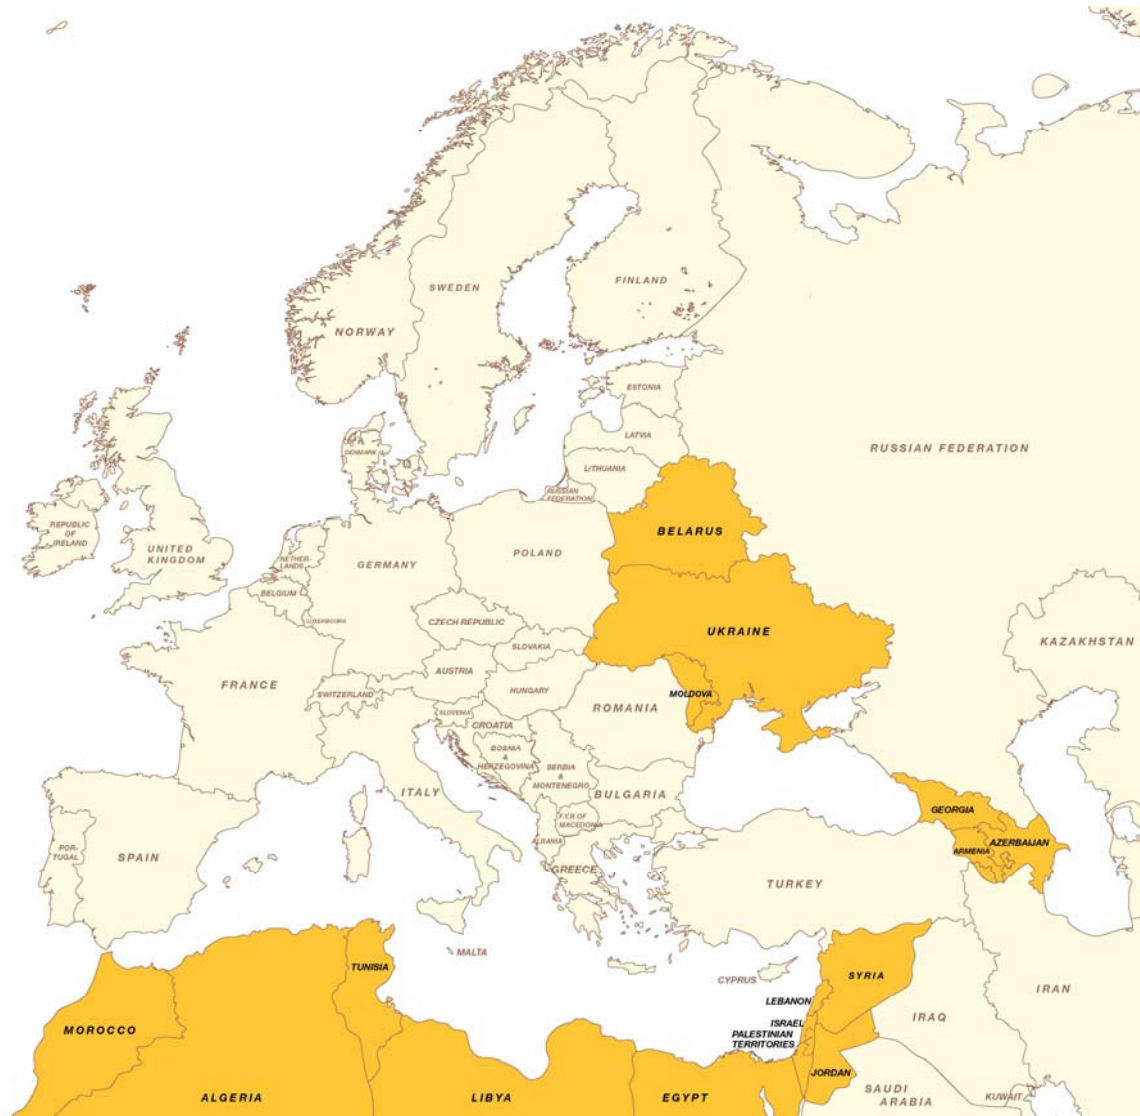 SWEDEN
FINLAND
NORWAY
ESTONIA
RUSSIAN FEDERATION
LATVIA
DENMARK
LITHUANIA
RUSSIAN
FEDERATION
BELARUS
REPUBLIC
OF
IRELAND
UNITED
KINGDOM
NETHER-
LANDS
POLAND
GERMANY
BELGIUM
LUXEMBOURG
CZECH REPUBLIC
UKRAINE
KAZAKHSTAN
SLOVAKIA
AUSTRIA
FRANCE
SWITZERLAND
HUNGARY
MOLDOVA
ROMANIA
SLOVENIA
CROATIA
BOSNIA
&
HERZEGOVINA
SERBIA
&
MONTENEGRO
ITALY
BULGARIA
GEORGIA
F.Y.R OF
MACEDONIA
ALBANIA
AZERBAIJAN
ARMENIA
POR-
TUGAL
SPAIN
GREECE
TURKEY
MALTA
TUNISIA
CYPRUS
SYRIA
IRAN
LEBANON
IRAQ
ISRAEL
PALESTINIAN
TERRITORIES
MOROCCO
JORDAN
SAUDI
ARABIA
KUWAIT
ALGERIA
LIBYA
EGYPT